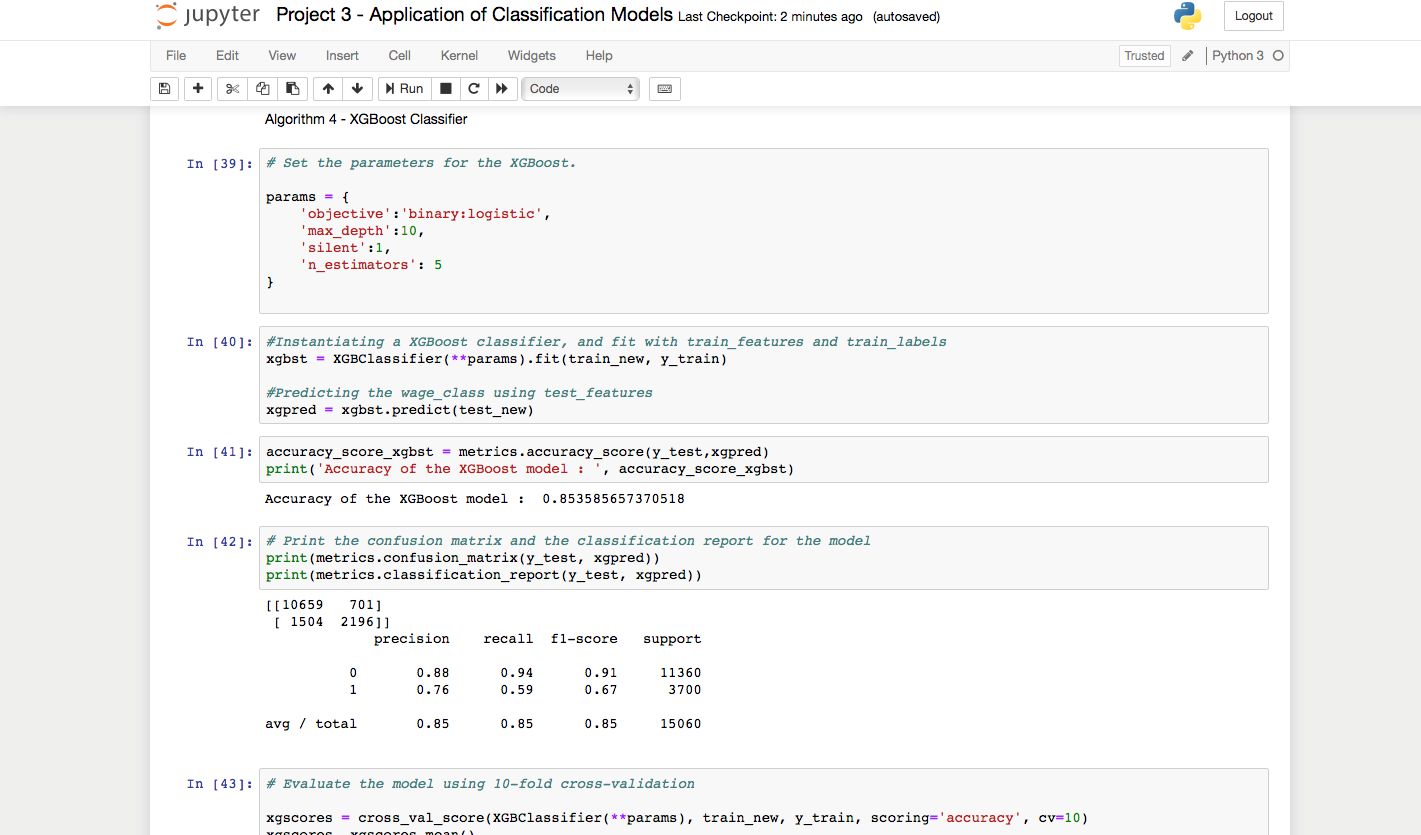 jupyter Project 3 - Application of Classification Models Last Checkpoint: 2 minutes ago (autosaved) Logout
File Edit View Insert Cell Kernel Widgets Help Trusted Python 3
Run Code
Algorithm 4 - XGBoost Classifier
In [39]: # Set the parameters for the XGBoost.
params = {
    'objective':'binary:logistic',
    'max_depth':10,
    'silent':1,
    'n_estimators': 5
}
In [40]: #Instantiating a XGBoost classifier, and fit with train_features and train_labels
xgbst = XGBClassifier(**params).fit(train_new, y_train)
#Predicting the wage_class using test_features
xgpred = xgbst.predict(test_new)
In [41]: accuracy_score_xgbst = metrics.accuracy_score(y_test,xgpred)
print('Accuracy of the XGBoost model : ', accuracy_score_xgbst)
Accuracy of the XGBoost model :  0.853585657370518
In [42]: # Print the confusion matrix and the classification report for the model
print(metrics.confusion_matrix(y_test, xgpred))
print(metrics.classification_report(y_test, xgpred))
[[10659   701]
 [ 1504  2196]]
             precision    recall  f1-score   support
          0       0.88      0.94      0.91     11360
          1       0.76      0.59      0.67      3700
avg / total       0.85      0.85      0.85     15060
In [43]: # Evaluate the model using 10-fold cross-validation
xgscores = cross_val_score(XGBClassifier(**params), train_new, y_train, scoring='accuracy', cv=10)
xgscores, xgscores.mean()